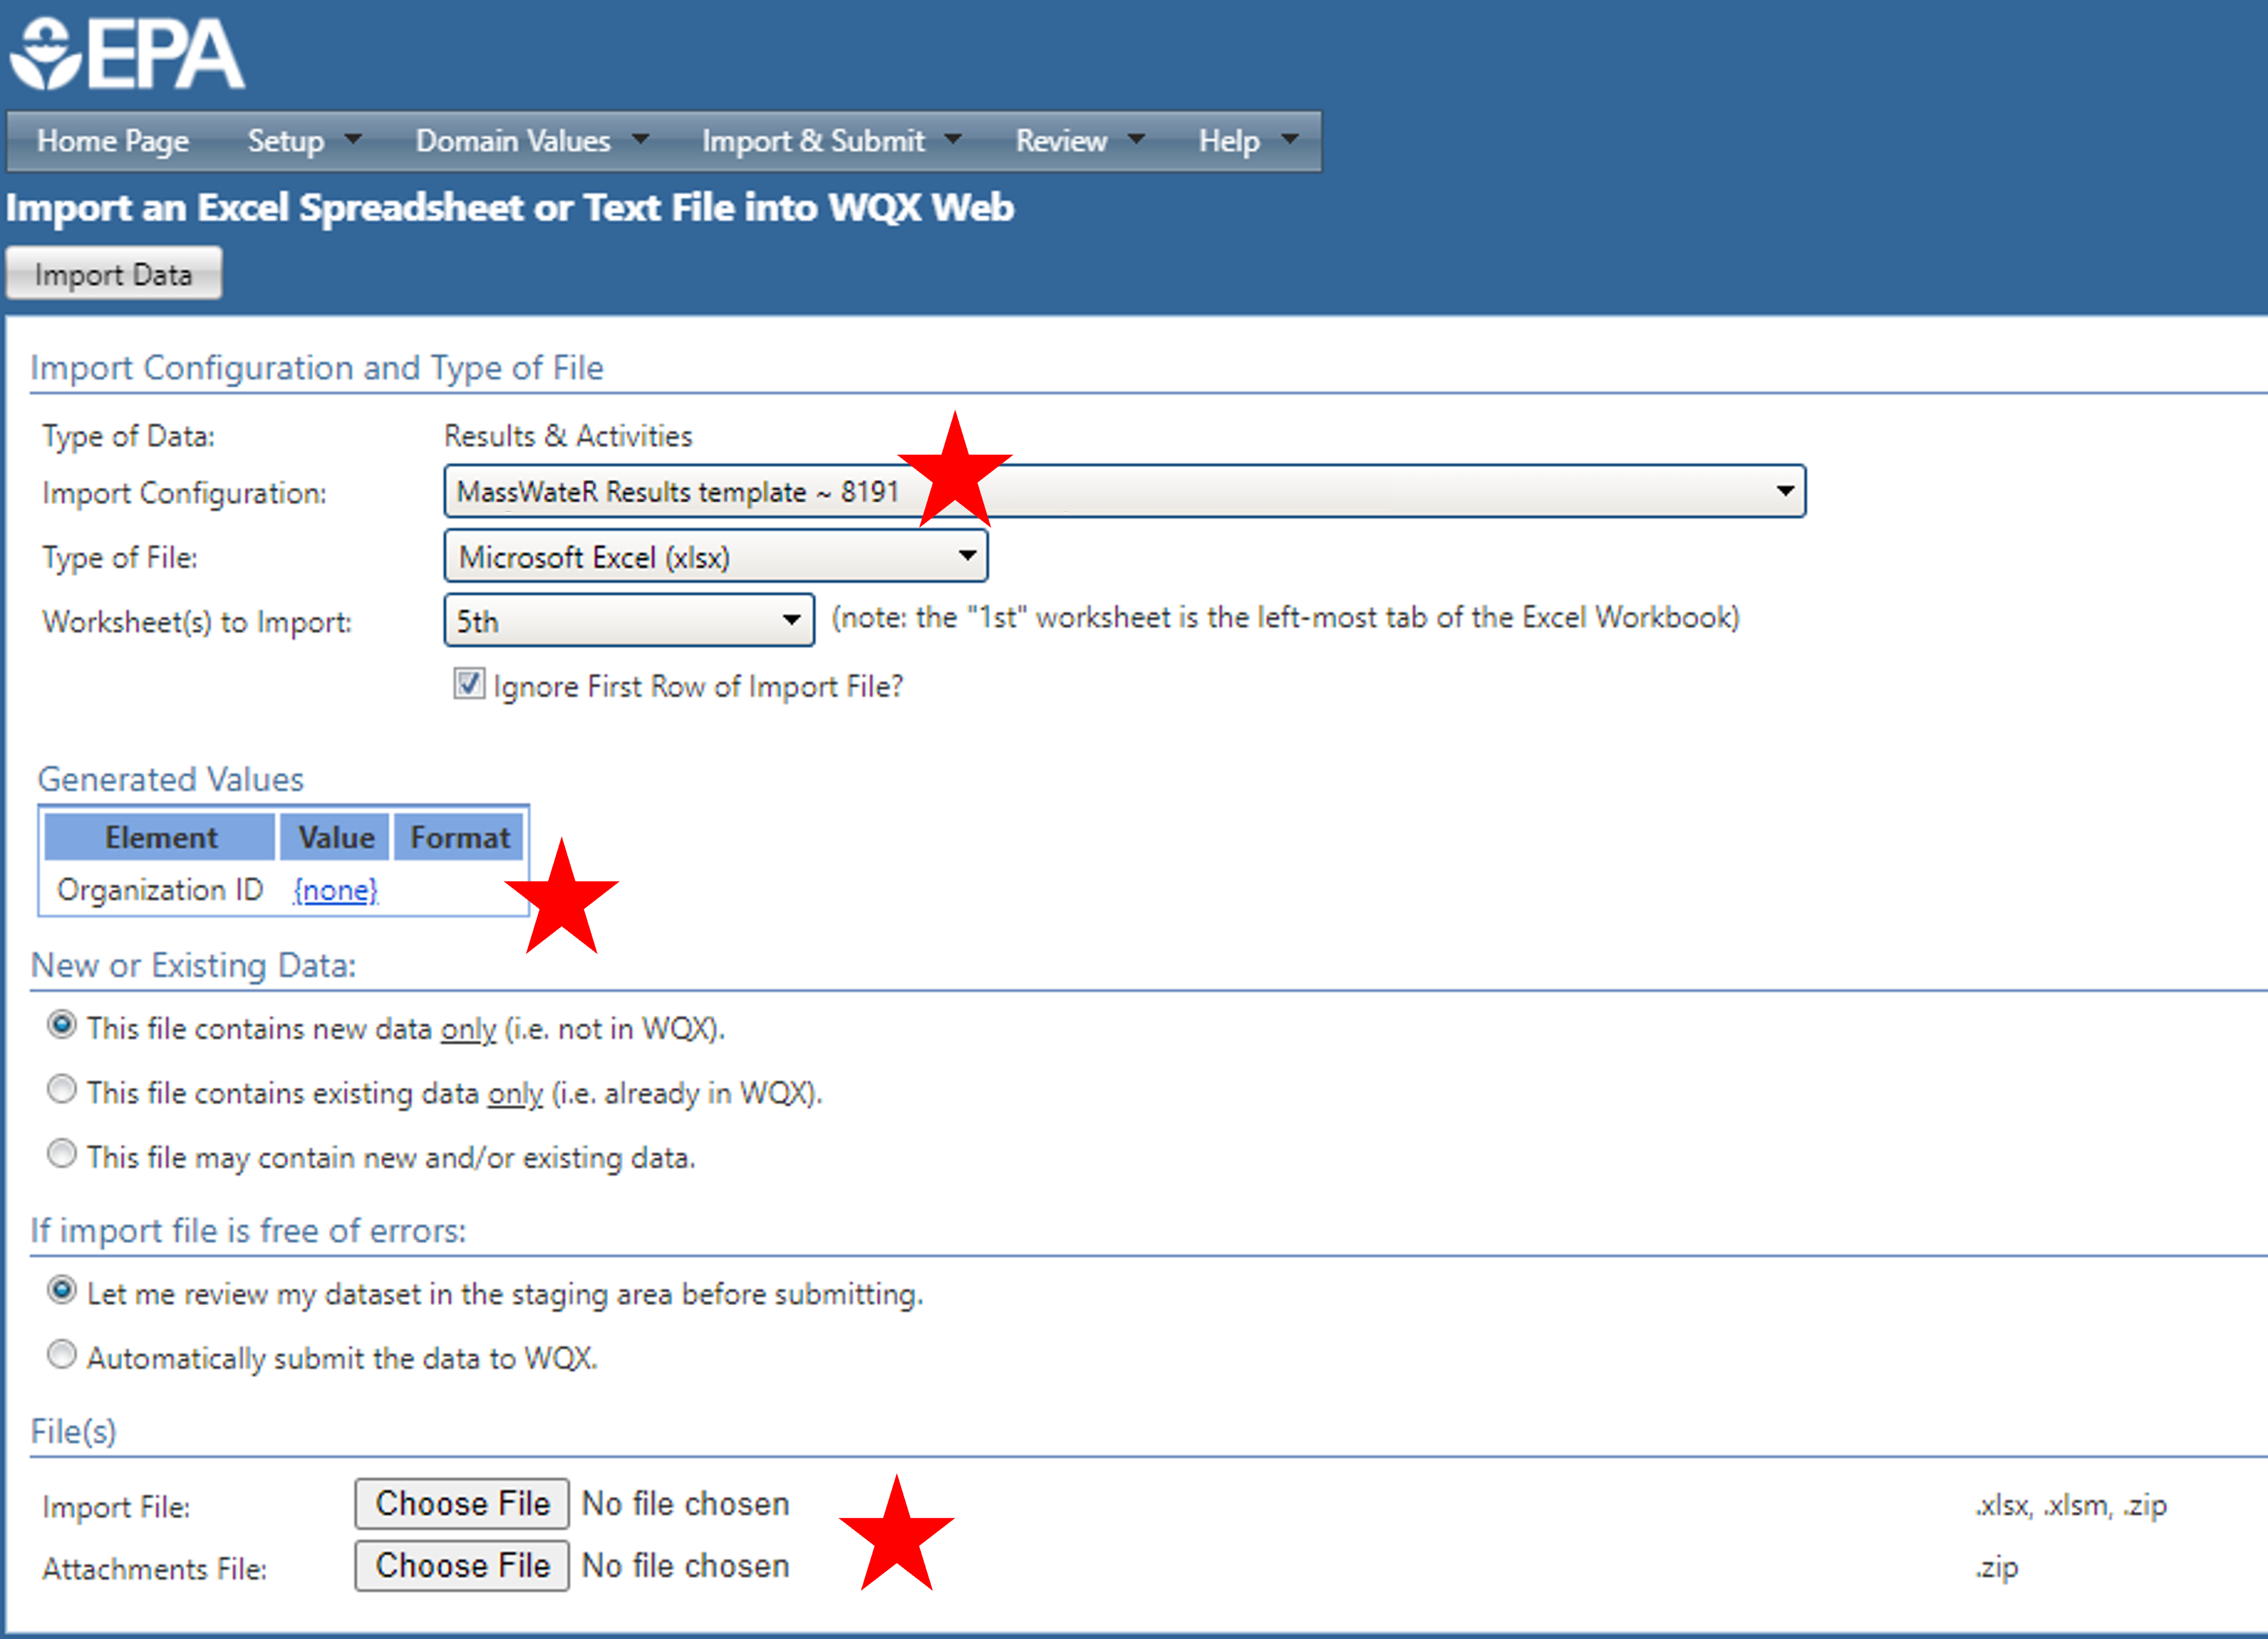 EPA
Home Page Setup Domain Values Import & Submit Review Help
Import an Excel Spreadsheet or Text File into WQX Web
Import Data
Import Configuration and Type of File
Type of Data: Results & Activities
Import Configuration: MassWateR Results template ~ 8191
Type of File: Microsoft Excel (xlsx)
Worksheet(s) to Import: 5th (note: the "1st" worksheet is the left-most tab of the Excel Workbook)
Ignore First Row of Import File?
Generated Values
Element Value Format
Organization ID {none}
New or Existing Data:
This file contains new data only (i.e. not in WQX).
This file contains existing data only (i.e. already in WQX).
This file may contain new and/or existing data.
If import file is free of errors:
Let me review my dataset in the staging area before submitting.
Automatically submit the data to WQX.
File(s)
Import File: Choose File No file chosen .xlsx, .xlsm, .zip
Attachments File: Choose File No file chosen .zip